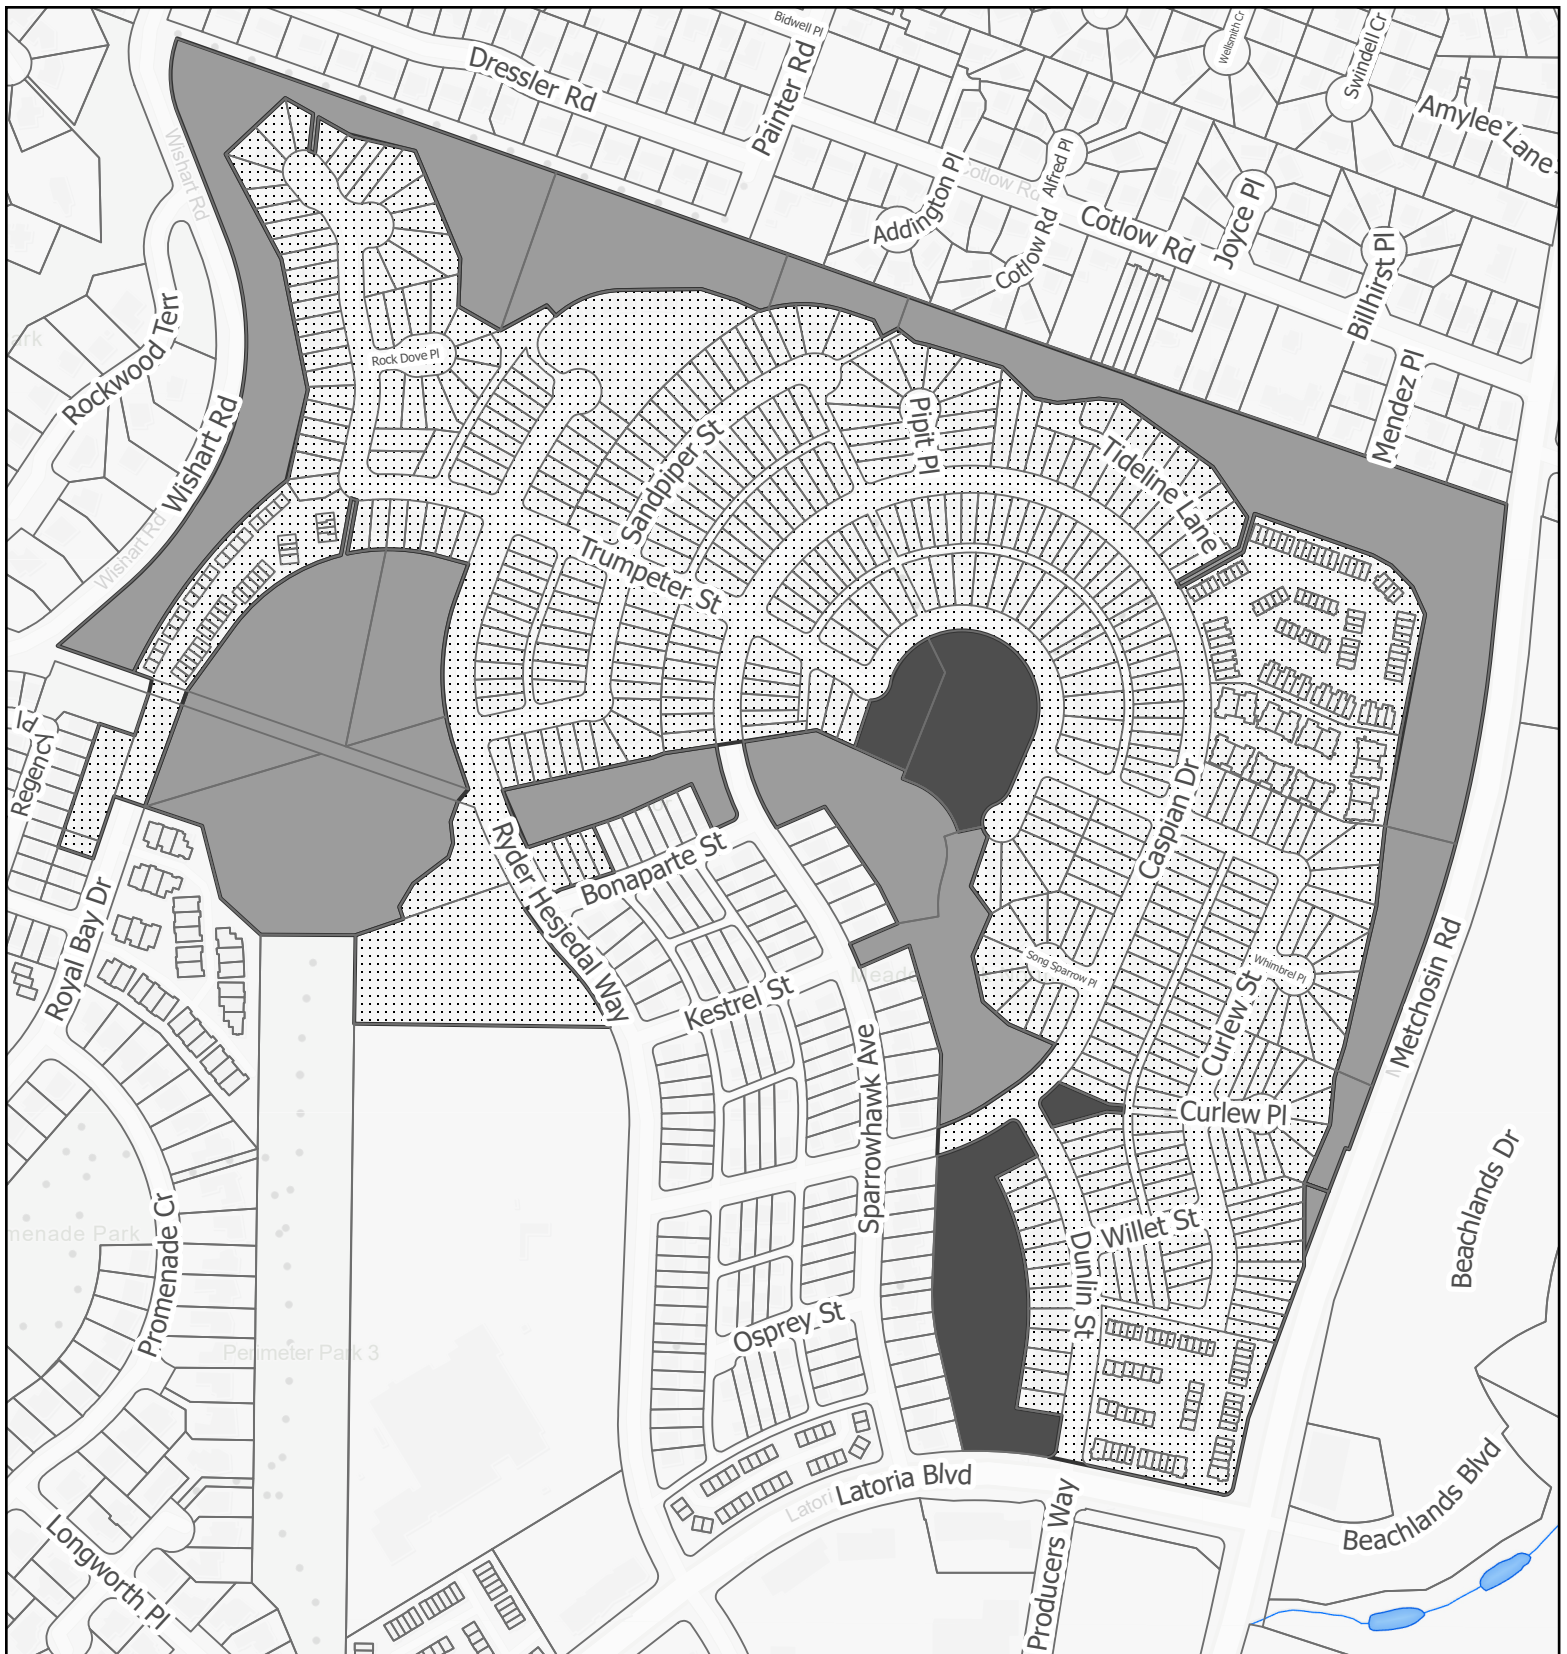 Bidwell Pl
Wellsmith Cr
Swindell Cr
Dressler Rd
Painter Rd
Amylee Lane
Wishart Rd
Addington Pl
Cotlow Rd
Alfred Pl
Cotlow Rd
Cotlow Rd
Joyce Pl
Billhirst Pl
Rockwood Terr
Rock Dove Pl
Mendez Pl
Wishart Rd
Pipit Pl
Sandpiper St
Tideline Lane
Wishart Rd
Trumpeter St
Regency
Caspian Dr
Ryder Hesjedal Way
Bonaparte St
Royal Bay Dr
Song Sparrow Pl
Whimbrel Pl
Metchosin Rd
Kestrel St
Curlew St
Sparrowhawk Ave
Curlew Pl
Beachlands Dr
menade Park
Promenade Cr
Willet St
Dunlin St
Osprey St
Perimeter Park 3
Latoria Blvd
Producers Way
Beachlands Blvd
Longworth Pl